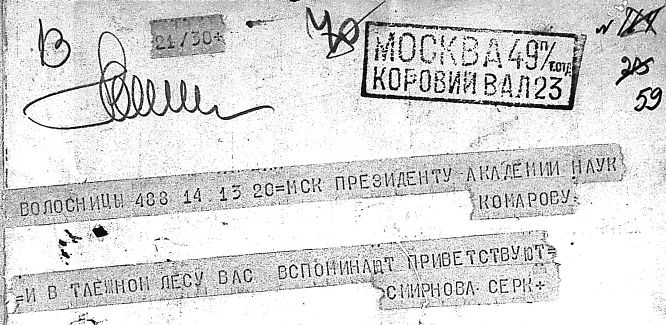 В
21/30+
МОСКВА 49 П/ТОТД.
КОРОВИЙ ВАЛ 23
59
ВОЛОСНИЦЫ 488 14 13 20=МСК ПРЕЗИДЕНТУ АКАДЕМИИ НАУК
КОМАРОВУ
=И В ТАЕЖНОМ ЛЕСУ ВАС ВСПОМИНАЮТ ПРИВЕТСТВУЮТ=
СМИРНОВА СЕРК+